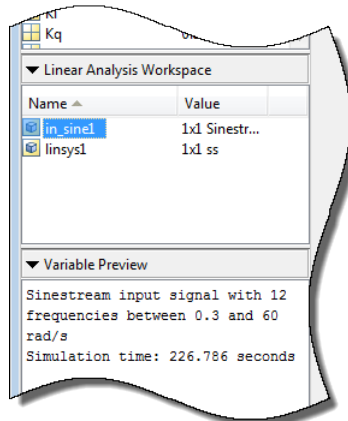 Kq
▼ Linear Analysis Workspace
Name Value
in_sine1 1x1 Sinestr...
linsys1 1x1 ss
▼ Variable Preview
Sinestream input signal with 12
frequencies between 0.3 and 60
rad/s
Simulation time: 226.786 seconds